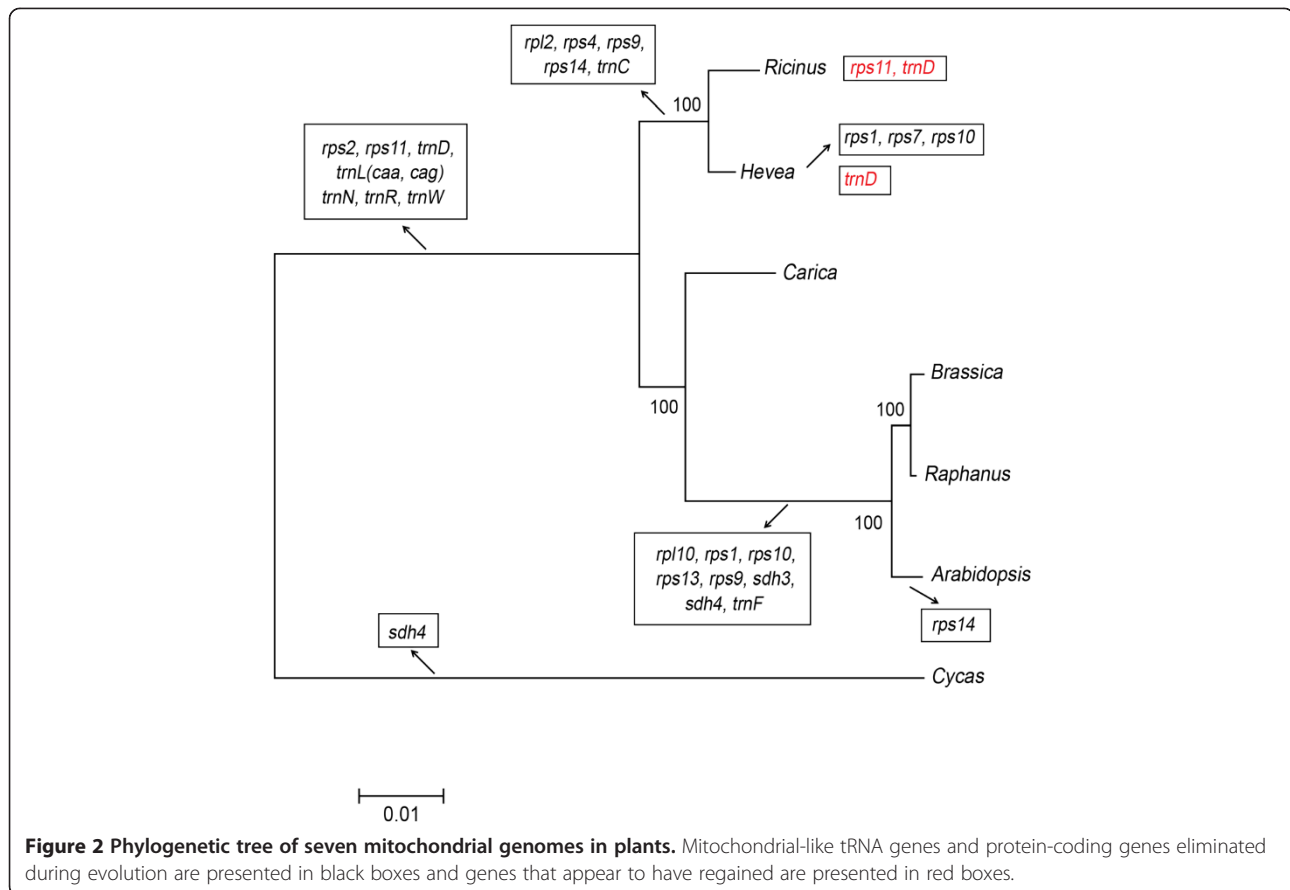 rpl2, rps4, rps9,
rps14, trnC
Ricinus
rps11, trnD
100
rps2, rps11, trnD,
trnL(caa, cag)
trnN, trnR, trnW
Hevea
rps1, rps7, rps10
trnD
Carica
100
Brassica
100
Raphanus
100
rpl10, rps1, rps10,
rps13, rps9, sdh3,
sdh4, trnF
Arabidopsis
rps14
sdh4
Cycas
0.01
Figure 2 Phylogenetic tree of seven mitochondrial genomes in plants. Mitochondrial-like tRNA genes and protein-coding genes eliminated
during evolution are presented in black boxes and genes that appear to have regained are presented in red boxes.